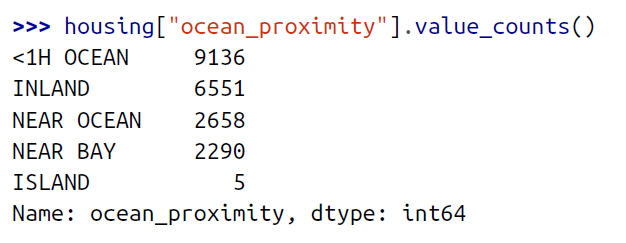 >>> housing["ocean_proximity"].value_counts()
<1H OCEAN     9136
INLAND        6551
NEAR OCEAN    2658
NEAR BAY      2290
ISLAND           5
Name: ocean_proximity, dtype: int64